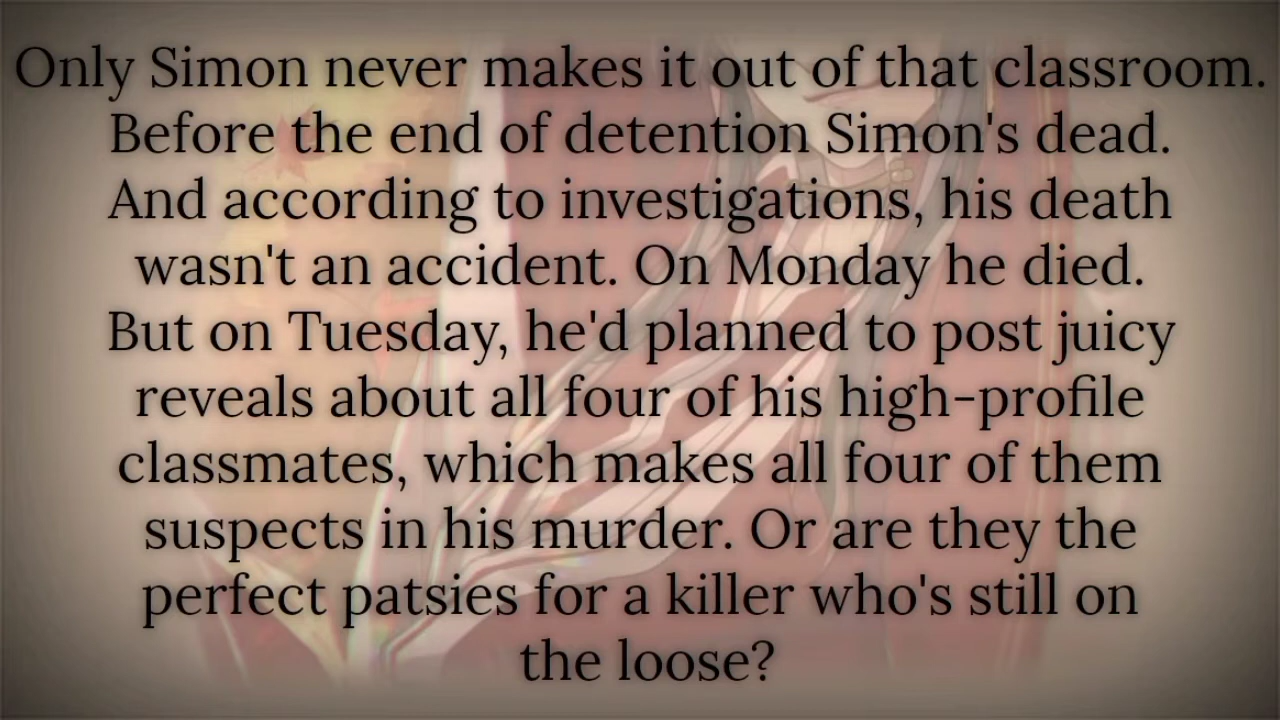 Only Simon never makes it out of that classroom.
Before the end of detention Simon's dead.
And according to investigations, his death
wasn't an accident. On Monday he died.
But on Tuesday, he'd planned to post juicy
reveals about all four of his high-profile
classmates, which makes all four of them
suspects in his murder. Or are they the
perfect patsies for a killer who's still on
the loose?